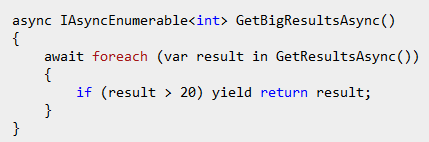 async IAsyncEnumerable<int> GetBigResultsAsync()
{
    await foreach (var result in GetResultsAsync())
    {
        if (result > 20) yield return result;
    }
}